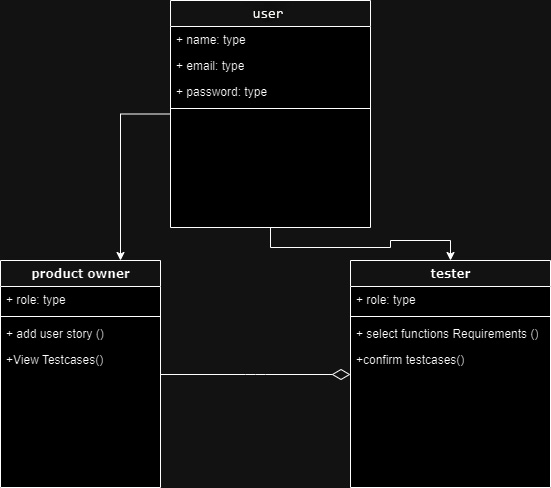 user
+ name: type
+ email: type
+ password: type
product owner
+ role: type
+ add user story ()
+View Testcases()
tester
+ role: type
+ select functions Requirements ()
+confirm testcases()